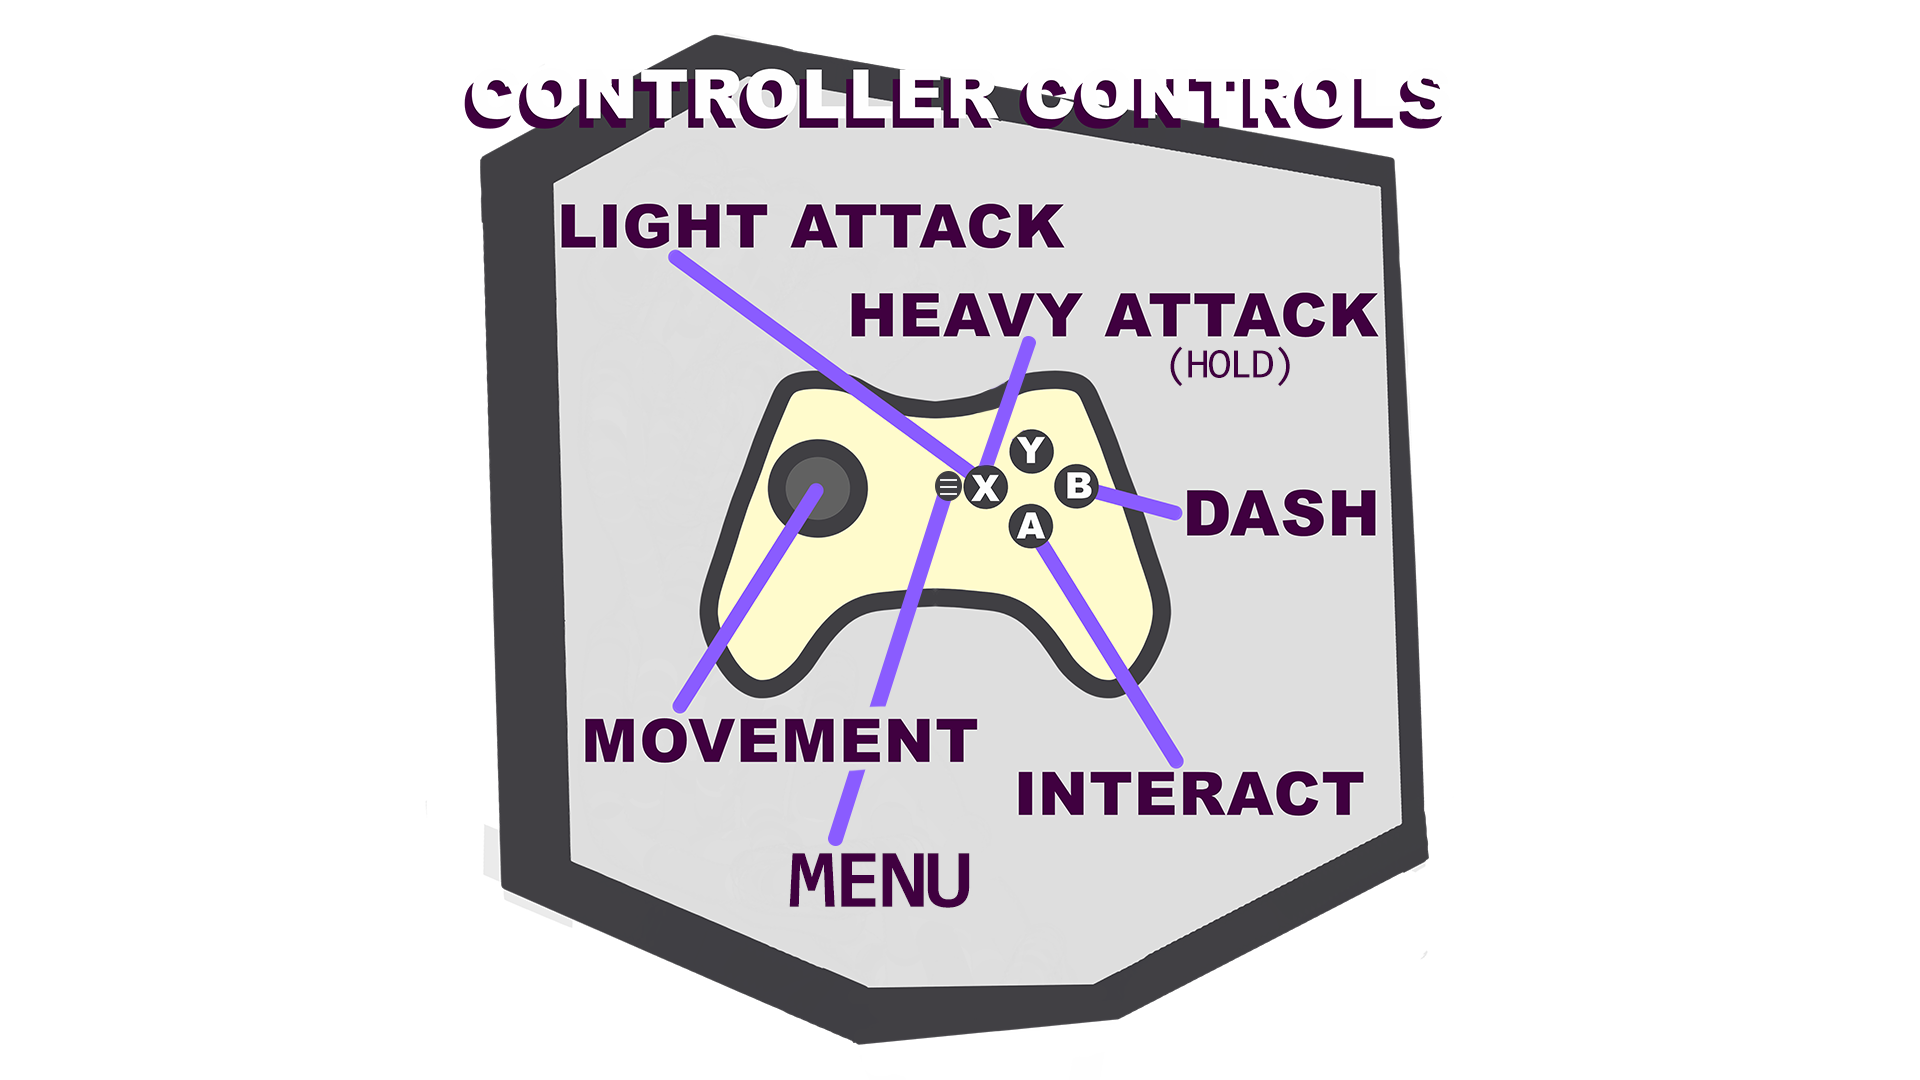 CONTROLLER CONTROLS
LIGHT ATTACK
HEAVY ATTACK
(HOLD)
Y
X
B
A
DASH
MOVEMENT
INTERACT
MENU